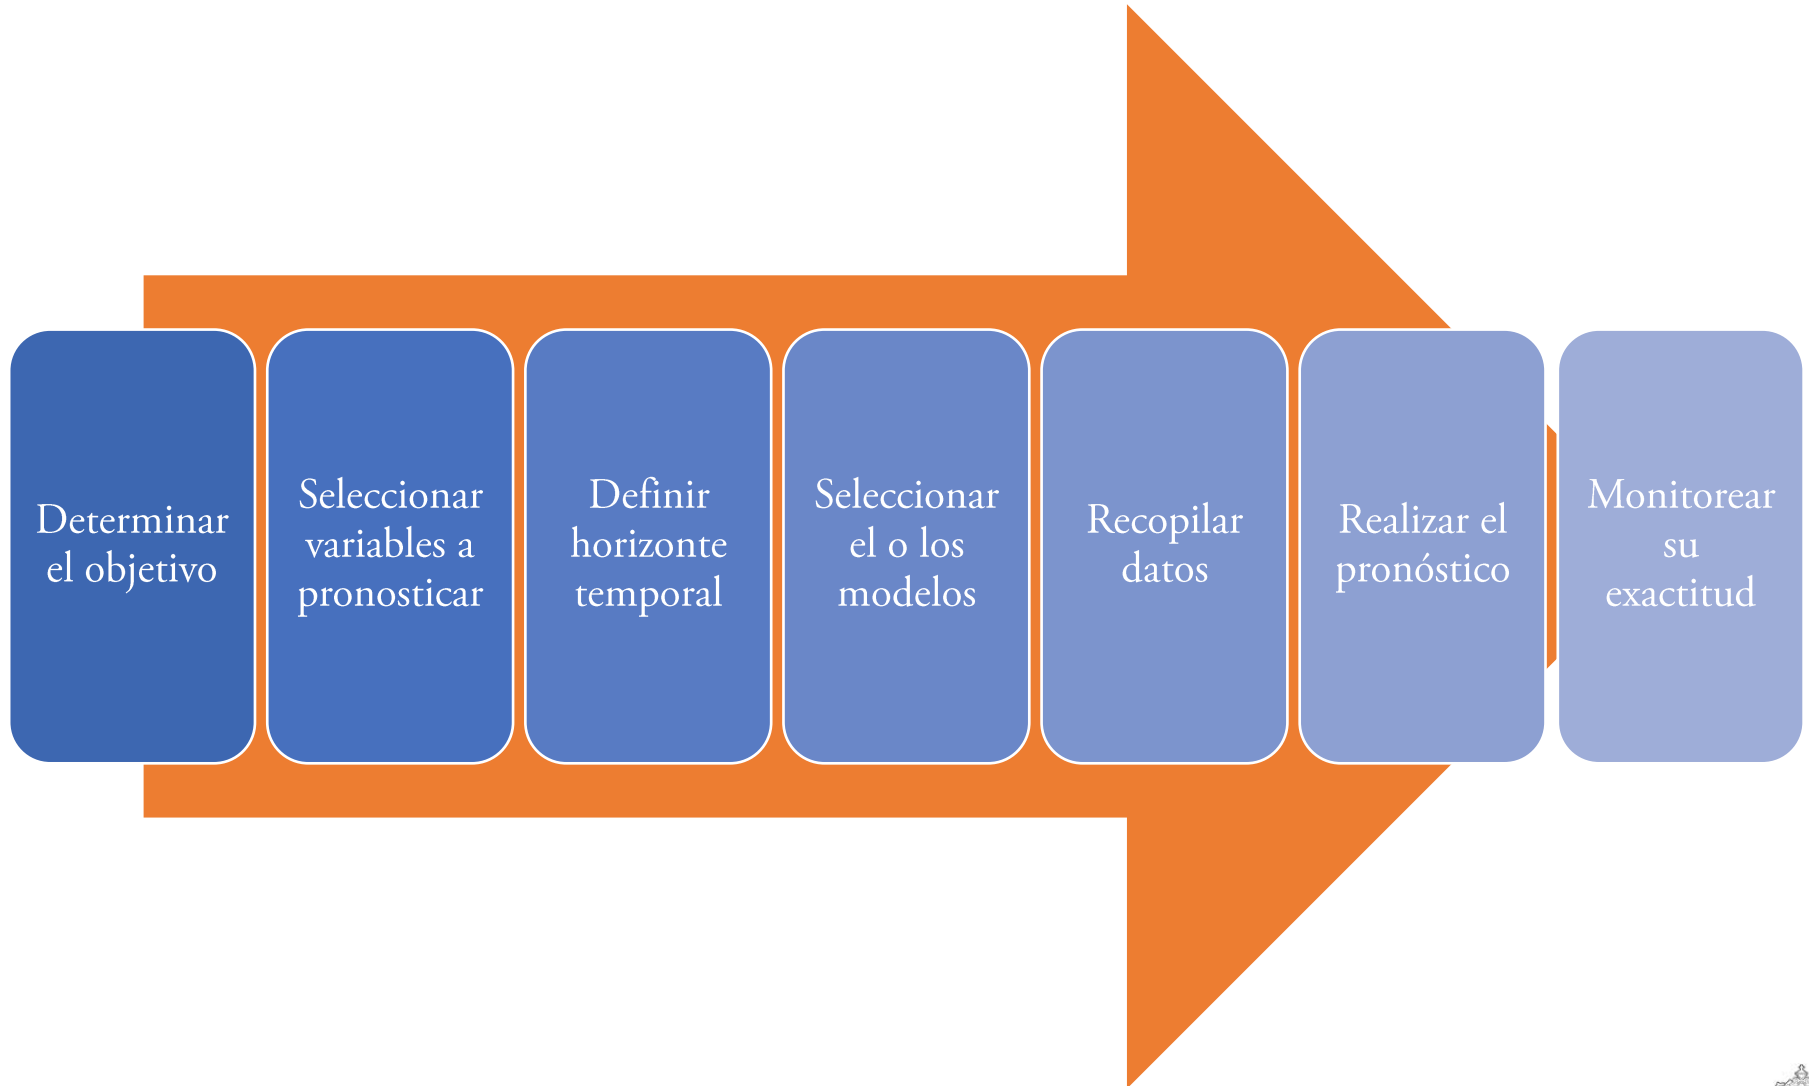 Determinar
el objetivo
Seleccionar
variables a
pronosticar
Definir
horizonte
temporal
Seleccionar
el o los
modelos
Recopilar
datos
Realizar el
pronóstico
Monitorear
su
exactitud